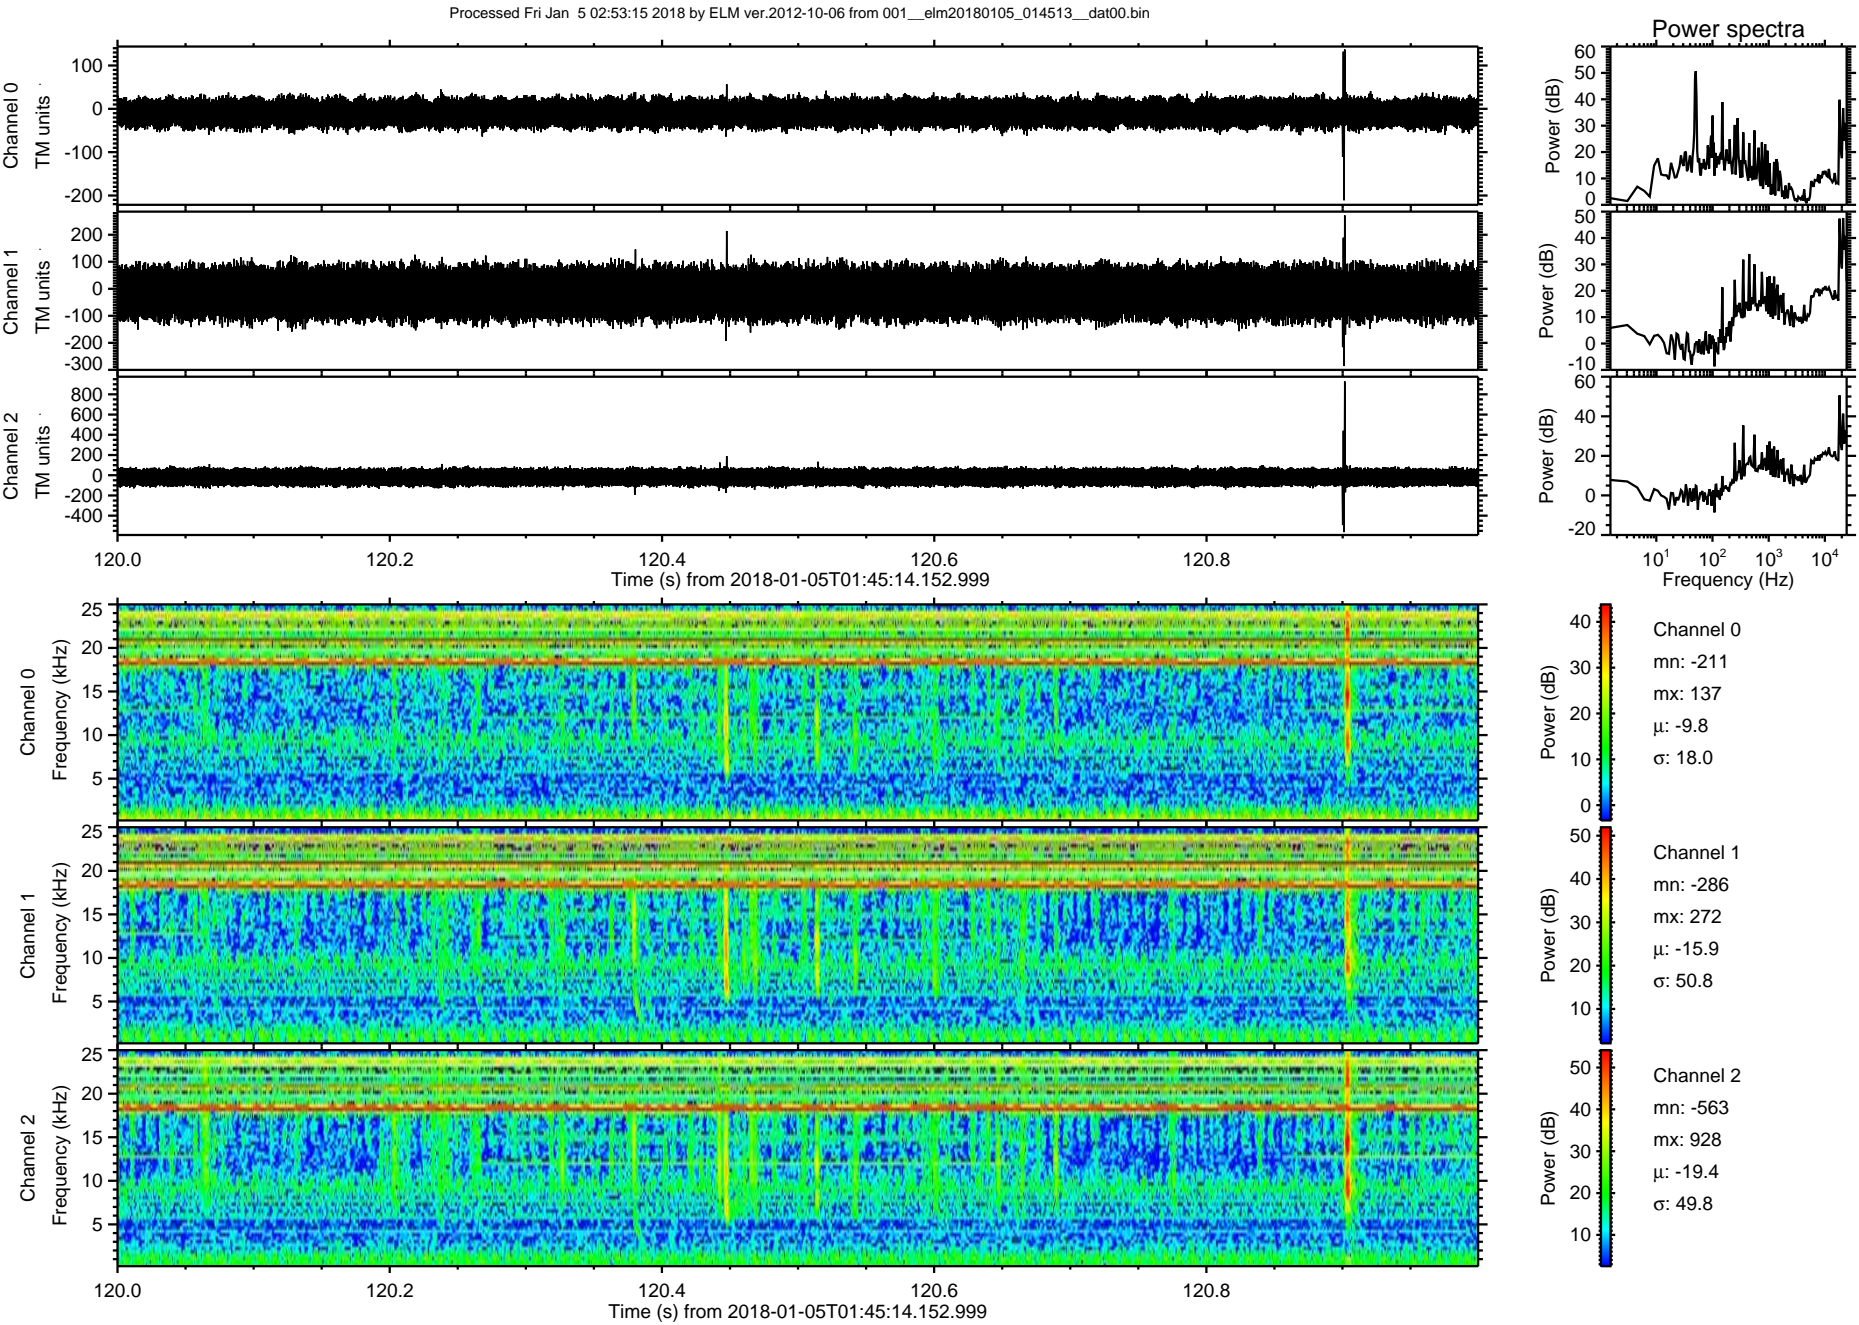 Processed Fri Jan  5 02:53:15 2018 by ELM ver.2012-10-06 from 001__elm20180105_014513__dat00.bin
Power spectra
Channel 0
TM units
100
0
-100
-200
Power (dB)
60
50
40
30
20
10
0
Channel 1
TM units
200
100
0
-100
-200
-300
Power (dB)
50
40
30
20
10
0
-10
Channel 2
TM units
800
600
400
200
0
-200
-400
Power (dB)
60
40
20
0
-20
120.0 120.2 120.4 120.6 120.8
Time (s) from 2018-01-05T01:45:14.152.999
10¹ 10² 10³ 10⁴
Frequency (Hz)
Channel 0
Frequency (kHz)
25
20
15
10
5
Power (dB)
40
30
20
10
0
Channel 0
mn: -211
mx: 137
μ: -9.8
σ: 18.0
Channel 1
Frequency (kHz)
25
20
15
10
5
Power (dB)
50
40
30
20
10
Channel 1
mn: -286
mx: 272
μ: -15.9
σ: 50.8
Channel 2
Frequency (kHz)
25
20
15
10
5
Power (dB)
50
40
30
20
10
Channel 2
mn: -563
mx: 928
μ: -19.4
σ: 49.8
120.0 120.2 120.4 120.6 120.8
Time (s) from 2018-01-05T01:45:14.152.999